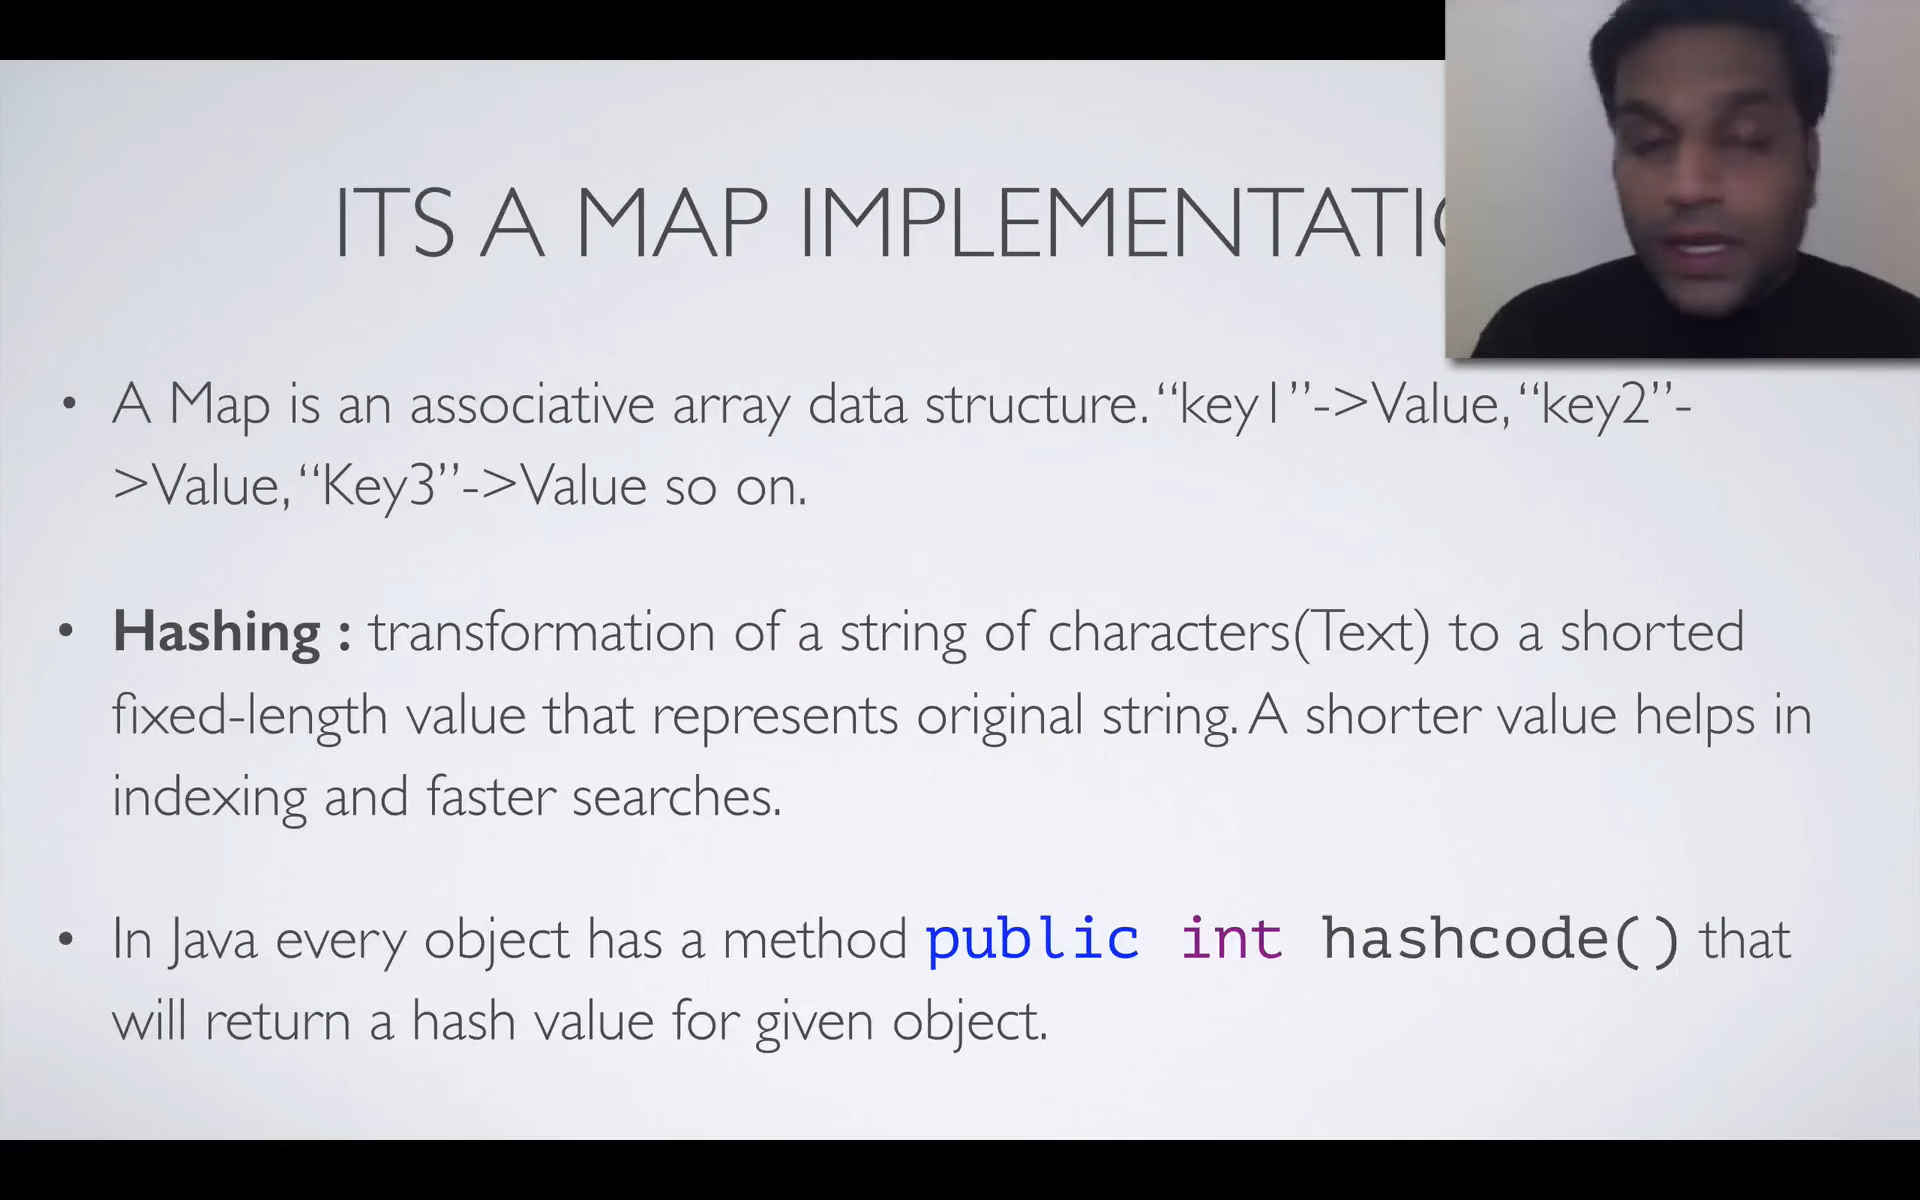 ITS A MAP IMPLEMENTATI
• A Map is an associative array data structure. “key1”->Value, “key2”-
>Value, “Key3”->Value so on.
• Hashing : transformation of a string of characters(Text) to a shorted
fixed-length value that represents original string. A shorter value helps in
indexing and faster searches.
• In Java every object has a method public int hashcode() that
will return a hash value for given object.